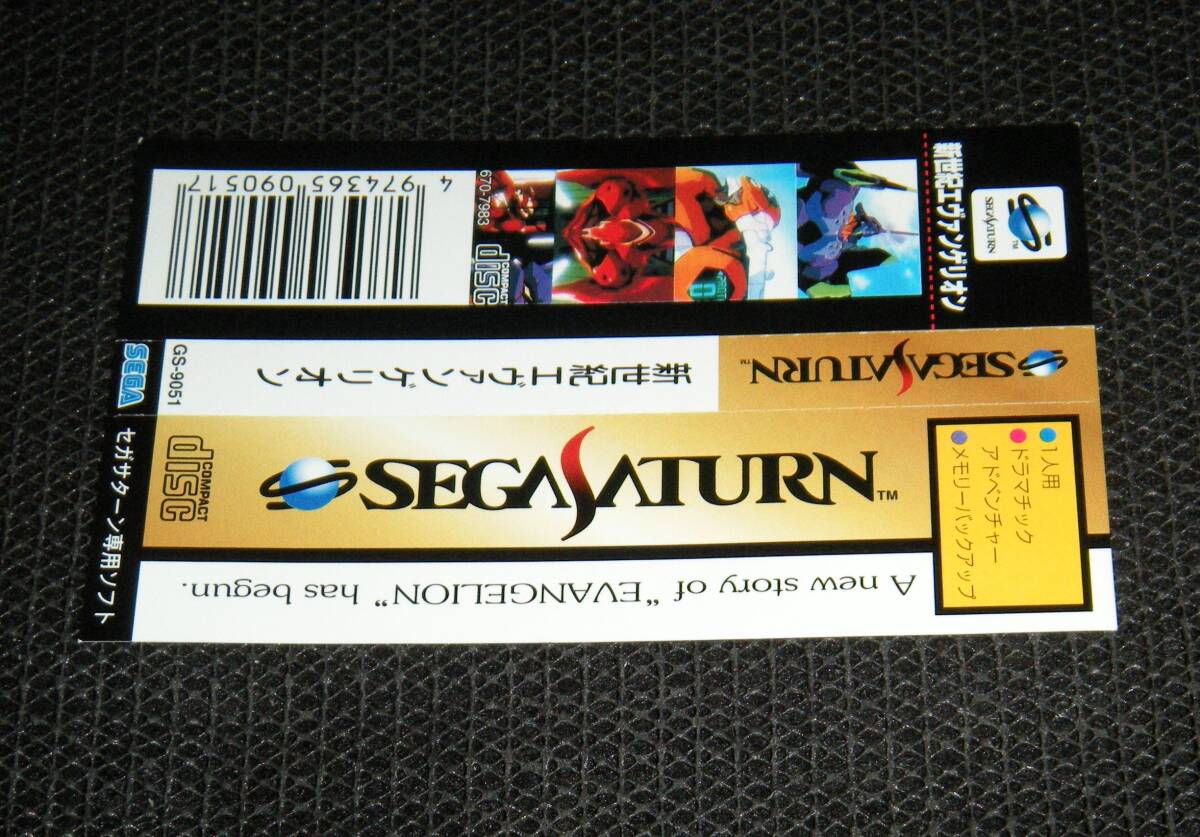 新世紀エヴァンゲリオン
SEGA SATURN™
4 974365 090517
670-7983
COMPACT
disc
SEGA
GS-9051
新世紀エヴァンゲリオン
SEGA SATURN™
セガサターン専用ソフト
COMPACT
disc
SEGA SATURN™
●1人用
●ドラマチック
アドベンチャー
●メモリーバックアップ
A new story of “EVANGELION” has begun.